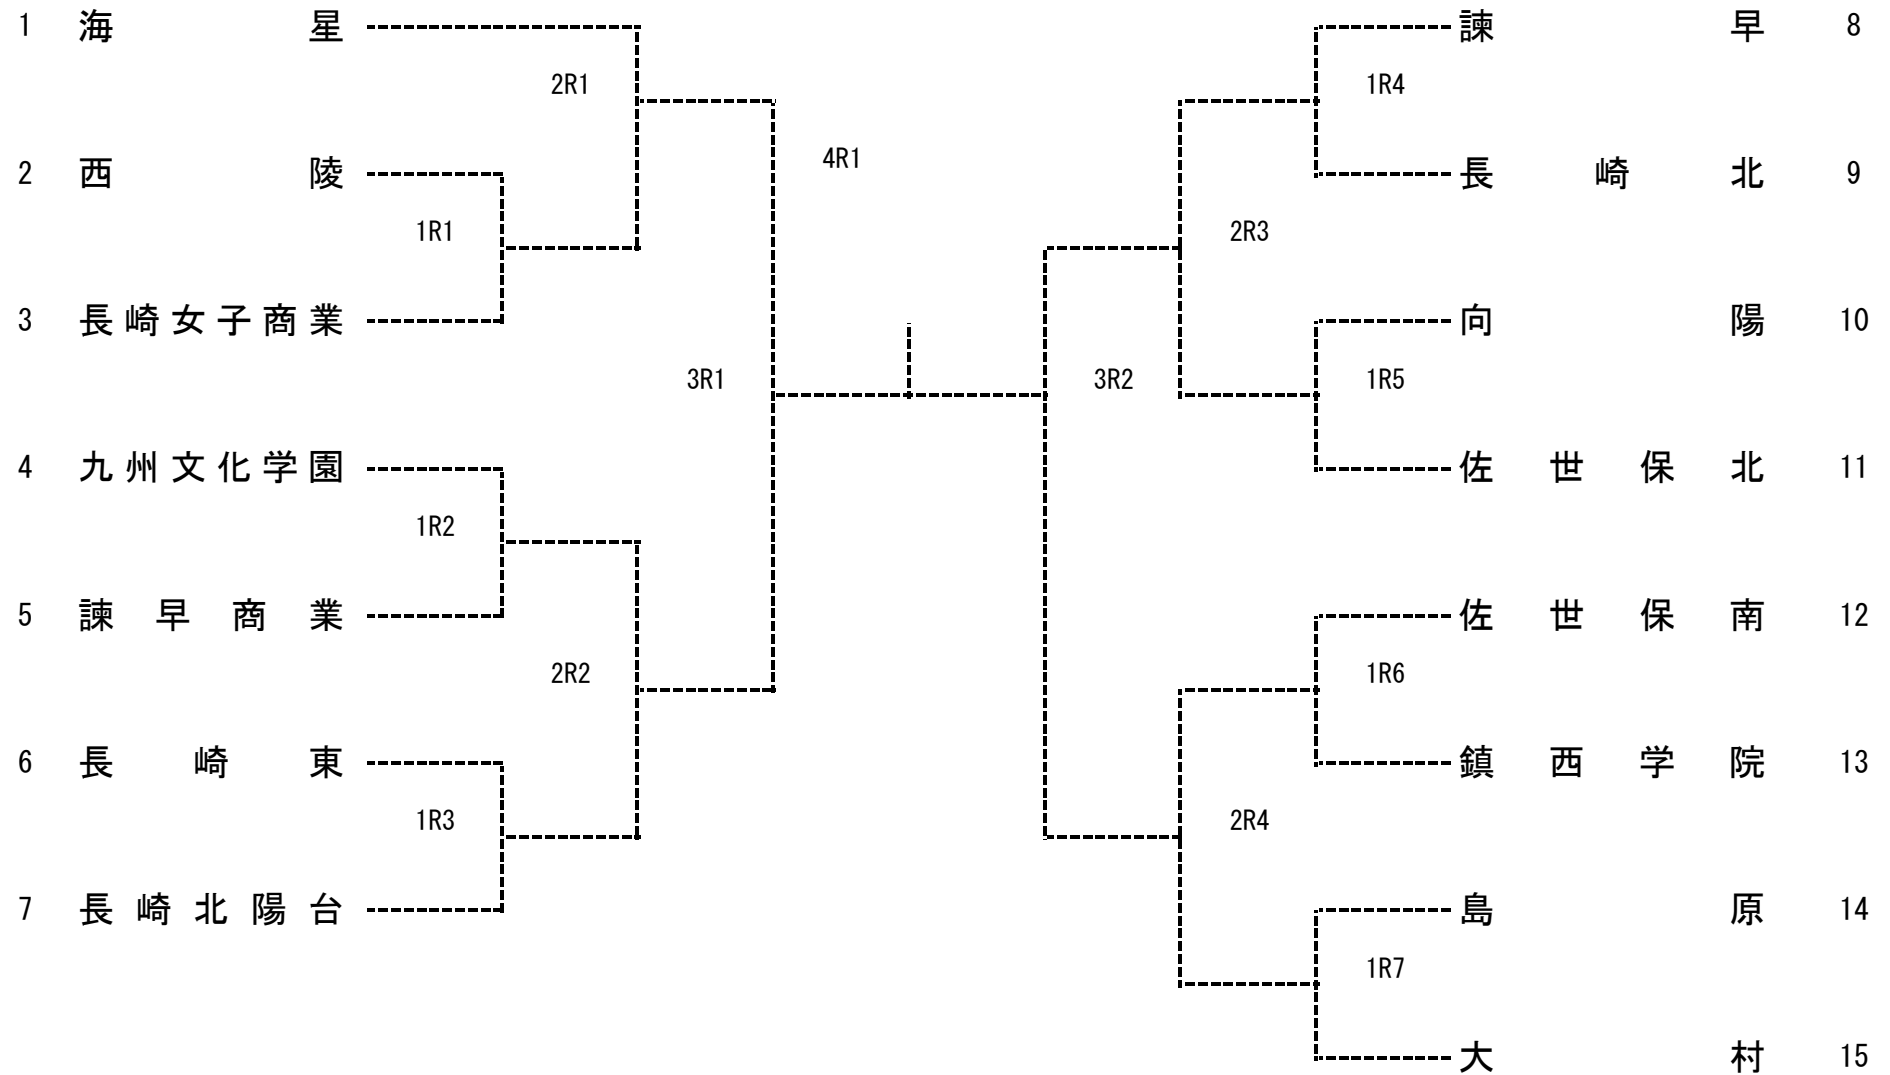 1 海星
2R1
2 西陵
1R1
3 長崎女子商業
3R1
4 九州文化学園
1R2
5 諫早商業
2R2
6 長崎東
1R3
7 長崎北陽台
4R1
諫早 8
1R4
長崎北 9
2R3
向陽 10
3R2
1R5
佐世保北 11
佐世保南 12
1R6
鎮西学院 13
2R4
島原 14
1R7
大村 15